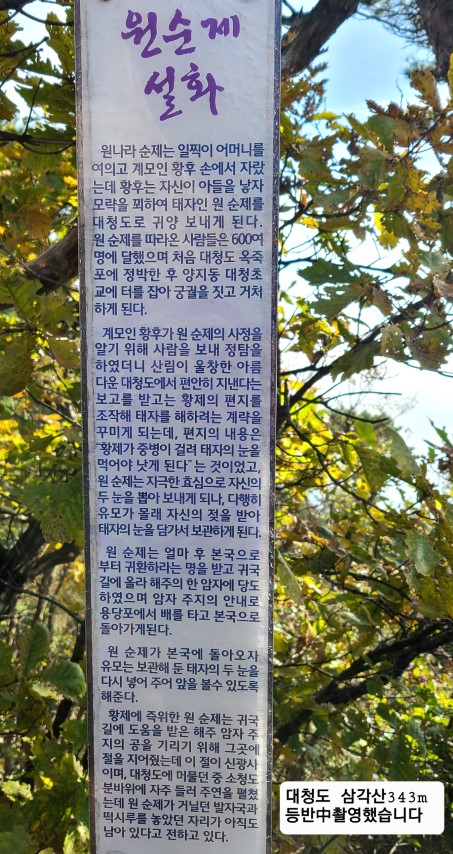 원순제
설화
원나라 순제는 일찍이 어머니를
여의고 계모인 황후 손에서 자랐
는데 황후는 자신이 아들을 낳자
모략을 꾀하여 태자인 원 순제를
대청도로 귀양 보내게 된다.
원 순제를 따라온 사람들은 600여
명에 달했으며 처음 대청도 옥죽
포에 정박한 후 양지동 대청초
교에 터를 잡아 궁궐을 짓고 거처
하게 된다.
계모인 황후가 원 순제의 사정을
알기 위해 사람을 보내 정탐을
하였더니 산림이 울창한 아름
다운 대청도에서 편안히 지낸다는
보고를 받고는 황제의 편지를
조작해 태자를 해하려는 계략을
꾸미게 되는데, 편지의 내용은
"황제가 중병이 걸려 태자의 눈을
먹어야 낫게 된다"는 것이었고,
원 순제는 지극한 효심으로 자신의
두 눈을 뽑아 보내게 되나, 다행히
유모가 몰래 자신의 젖을 받아
태자의 눈을 담가서 보관하게 된다.
원 순제는 얼마 후 본국으로
부터 귀환하라는 명을 받고 귀국
길에 올라 해주의 한 암자에 당도
하였으며 암자 주지의 안내로
용당포에서 배를 타고 본국으로
돌아가게된다.
원 순제가 본국에 돌아오자
유모는 보관해 둔 태자의 두 눈을
다시 넣어 주어 앞을 볼수 있도록
해준다.
황제에 즉위한 원 순제는 귀국
길에 도움을 받은 해주 암자 주
지의 공을 기리기 위해 그곳에
절을 지어줬는데 이 절이 신광사
이며, 대청도에 머물던 중 소청도
분바위에 자주 들러 주연을 펼쳤
는데 원 순제가 거닐던 발자국과
떡시루를 놓았던 자리가 아직도
남아 있다고 전하고 있다.
대청도 삼각산343m
등반中촬영했습니다